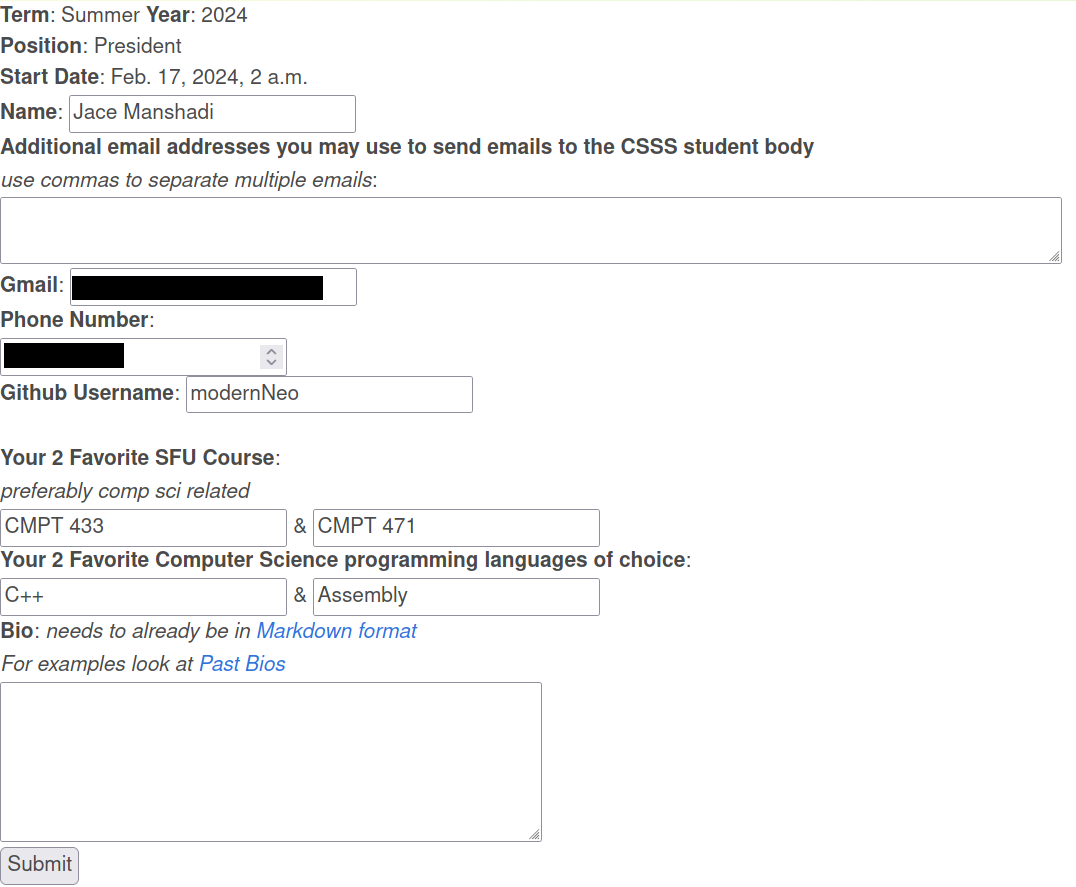 Term: Summer Year: 2024
Position: President
Start Date: Feb. 17, 2024, 2 a.m.
Name: Jace Manshadi
Additional email addresses you may use to send emails to the CSSS student body
use commas to separate multiple emails:
Gmail:
Phone Number:
Github Username: modernNeo
Your 2 Favorite SFU Course:
preferably comp sci related
CMPT 433 & CMPT 471
Your 2 Favorite Computer Science programming languages of choice:
C++ & Assembly
Bio: needs to already be in Markdown format
For examples look at Past Bios
Submit